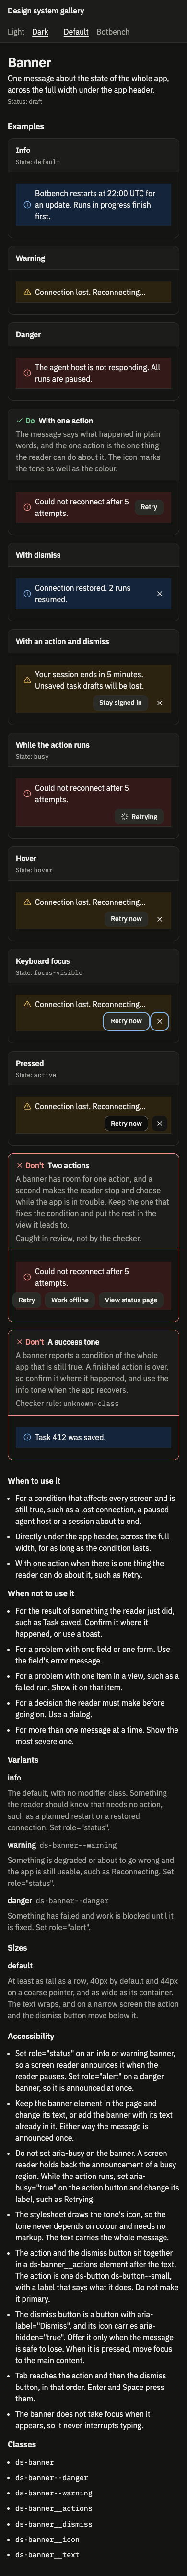 Design system gallery
Light Dark Default Botbench
Banner
One message about the state of the whole app,
across the full width under the app header.
Status: draft
Examples
Info
State: default
Botbench restarts at 22:00 UTC for
an update. Runs in progress finish
first.
Warning
Connection lost. Reconnecting...
Danger
The agent host is not responding. All
runs are paused.
Do With one action
The message says what happened in plain
words, and the one action is the one thing
the reader can do about it. The icon marks
the tone as well as the colour.
Could not reconnect after 5
attempts.
Retry
With dismiss
Connection restored. 2 runs
resumed.
With an action and dismiss
Your session ends in 5 minutes.
Unsaved task drafts will be lost.
Stay signed in
While the action runs
State: busy
Could not reconnect after 5
attempts.
Retrying
Hover
State: hover
Connection lost. Reconnecting...
Retry now
Keyboard focus
State: focus-visible
Connection lost. Reconnecting...
Retry now
Pressed
State: active
Connection lost. Reconnecting...
Retry now
Don't Two actions
A banner has room for one action, and a
second makes the reader stop and choose
while the app is in trouble. Keep the one that
fixes the condition and put the rest in the
view it leads to.
Caught in review, not by the checker.
Could not reconnect after 5
attempts.
Retry Work offline View status page
Don't A success tone
A banner reports a condition of the whole
app that is still true. A finished action is over,
so confirm it where it happened, and use the
info tone when the app recovers.
Checker rule: unknown-class
Task 412 was saved.
When to use it
• For a condition that affects every screen and is
still true, such as a lost connection, a paused
agent host or a session about to end.
• Directly under the app header, across the full
width, for as long as the condition lasts.
• With one action when there is one thing the
reader can do about it, such as Retry.
When not to use it
• For the result of something the reader just did,
such as Task saved. Confirm it where it
happened, or use a toast.
• For a problem with one field or one form. Use
the field's error message.
• For a problem with one item in a view, such as a
failed run. Show it on that item.
• For a decision the reader must make before
going on. Use a dialog.
• For more than one message at a time. Show the
most severe one.
Variants
info
The default, with no modifier class. Something
the reader should know that needs no action,
such as a planned restart or a restored
connection. Set role="status".
warning ds-banner--warning
Something is degraded or about to go wrong and
the app is still usable, such as Reconnecting. Set
role="status".
danger ds-banner--danger
Something has failed and work is blocked until it
is fixed. Set role="alert".
Sizes
default
At least as tall as a row, 40px by default and 44px
on a coarse pointer, and as wide as its container.
The text wraps, and on a narrow screen the action
and the dismiss button move below it.
Accessibility
• Set role="status" on an info or warning banner,
so a screen reader announces it when the
reader pauses. Set role="alert" on a danger
banner, so it is announced at once.
• Keep the banner element in the page and
change its text, or add the banner with its text
already in it. Either way the message is
announced once.
• Do not set aria-busy on the banner. A screen
reader holds back the announcement of a busy
region. While the action runs, set aria-
busy="true" on the action button and change its
label, such as Retrying.
• The stylesheet draws the tone's icon, so the
tone never depends on colour and needs no
markup. The text carries the whole message.
• The action and the dismiss button sit together
in a ds-banner__actions element after the text.
The action is one ds-button ds-button--small,
with a label that says what it does. Do not make
it primary.
• The dismiss button is a button with aria-
label="Dismiss", and its icon carries aria-
hidden="true". Offer it only when the message
is safe to lose. When it is pressed, move focus
to the main content.
• Tab reaches the action and then the dismiss
button, in that order. Enter and Space press
them.
• The banner does not take focus when it
appears, so it never interrupts typing.
Classes
• ds-banner
• ds-banner--danger
• ds-banner--warning
• ds-banner__actions
• ds-banner__dismiss
• ds-banner__icon
• ds-banner__text